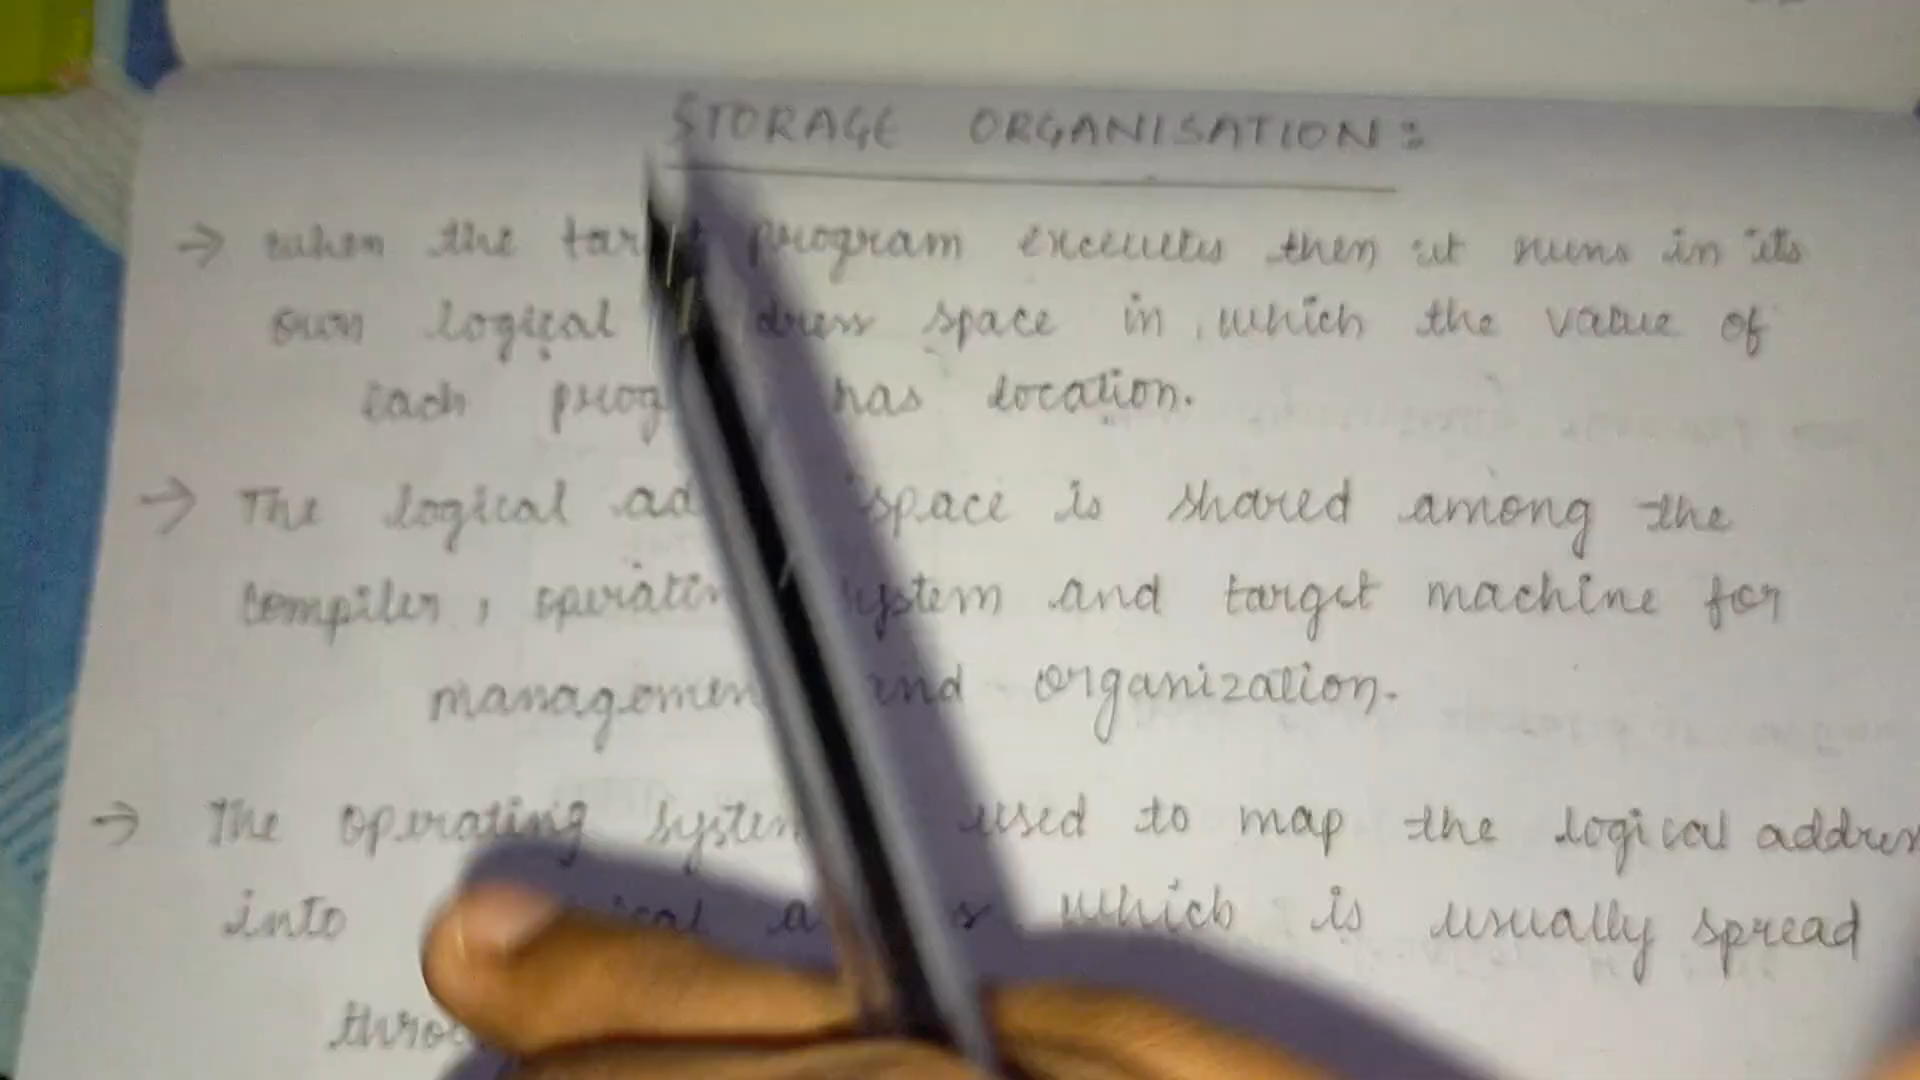 STORAGE ORGANISATION:
→ when the program executes then it runs in its
own logical space in which the value of
each has location.
→ The logical space is shared among the
compiler, system and target machine for
and organization.
→ The operating system used to map the logical
into which is usually spread